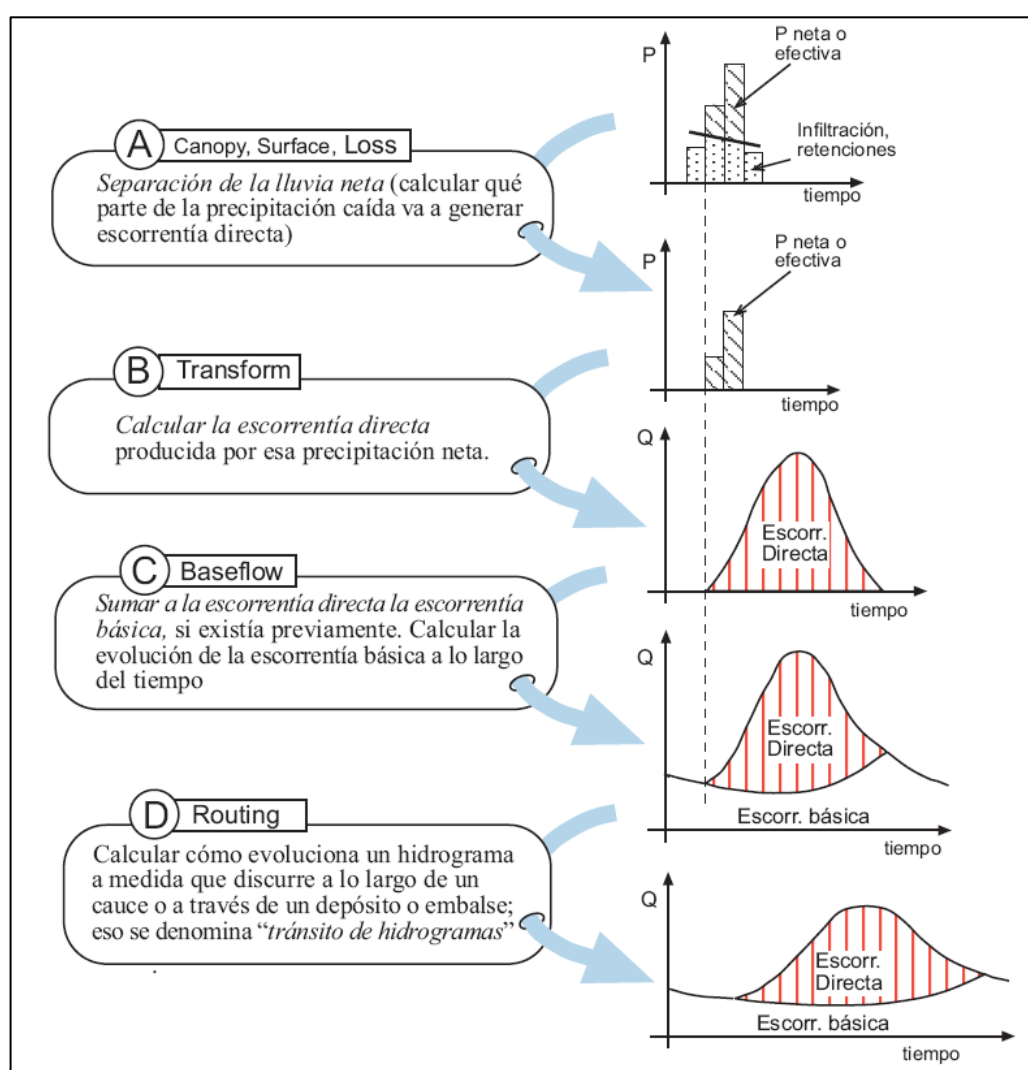 P neta o
efectiva
P
Infiltración,
retenciones
tiempo
A Canopy, Surface, Loss
Separación de la lluvia neta (calcular qué
parte de la precipitación caída va a generar
escorrentía directa)
P
P neta o
efectiva
tiempo
B Transform
Calcular la escorrentía directa
producida por esa precipitación neta.
Q
Escorr.
Directa
tiempo
C Baseflow
Sumar a la escorrentía directa la escorrentía
básica, si existía previamente. Calcular la
evolución de la escorrentía básica a lo largo
del tiempo
Q
Escorr.
Directa
Escorr. básica
tiempo
D Routing
Calcular cómo evoluciona un hidrograma
a medida que discurre a lo largo de un
cauce o a través de un depósito o embalse;
eso se denomina “tránsito de hidrogramas”
.
Q
Escorr.
Directa
Escorr. básica
tiempo